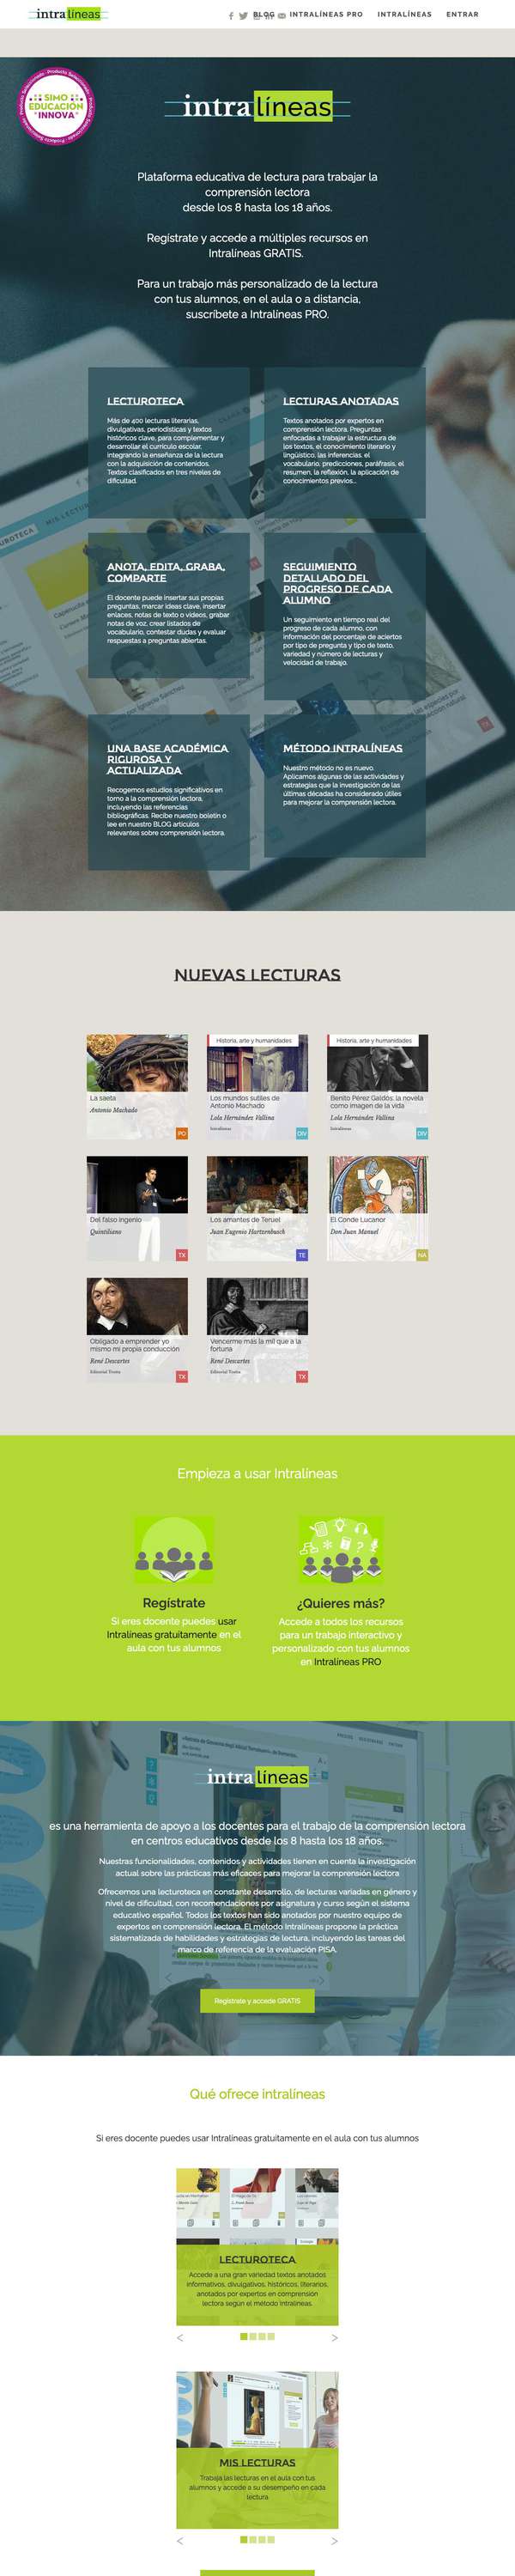 intralíneas
BLOG
INTRALÍNEAS PRO
INTRALÍNEAS
ENTRAR
Producto Seleccionado
SIMO
EDUCACIÓN
"INNOVA"
intralíneas
Plataforma educativa de lectura para trabajar la
comprensión lectora
desde los 8 hasta los 18 años.
Regístrate y accede a múltiples recursos en
Intralíneas GRATIS.
Para un trabajo más personalizado de la lectura
con tus alumnos, en el aula o a distancia,
suscríbete a Intralíneas PRO.
LECTUROTECA
Más de 400 lecturas literarias,
divulgativas, periodísticas y textos
históricos clave, para complementar y
desarrollar el currículo escolar,
integrando la enseñanza de la lectura
con la adquisición de contenidos.
Textos clasificados en tres niveles de
dificultad.
LECTURAS ANOTADAS
Textos anotados por expertos en
comprensión lectora. Preguntas
enfocadas a trabajar la estructura de
los textos, el conocimiento literario y
lingüístico, las inferencias, el
vocabulario, predicciones, paráfrasis, el
resumen, la reflexión, la aplicación de
conocimientos previos...
ANOTA, EDITA, GRABA,
COMPARTE
El docente puede insertar sus propias
preguntas, marcar ideas clave, insertar
enlaces, notas de texto o vídeos, grabar
notas de voz, crear listados de
vocabulario, contestar dudas y evaluar
respuestas a preguntas abiertas.
SEGUIMIENTO
DETALLADO DEL
PROGRESO DE CADA
ALUMNO
Un seguimiento en tiempo real del
progreso de cada alumno, con
información del porcentaje de aciertos
por tipo de pregunta y tipo de texto,
variedad y número de lecturas y
velocidad de trabajo.
UNA BASE ACADÉMICA
RIGUROSA Y
ACTUALIZADA
Recogemos estudios significativos en
torno a la comprensión lectora,
incluyendo las referencias
bibliográficas. Recibe nuestro boletín o
lee en nuestro BLOG artículos
relevantes sobre comprensión lectora.
MÉTODO INTRALÍNEAS
Nuestro método no es nuevo.
Aplicamos algunas de las actividades y
estrategias que la investigación de las
últimas décadas ha considerado útiles
para mejorar la comprensión lectora.
NUEVAS LECTURAS
La saeta
Antonio Machado
PO
Historia, arte y humanidades
Los mundos sutiles de
Antonio Machado
Lola Hernández Vallina
Intralíneas
DIV
Historia, arte y humanidades
Benito Pérez Galdós: la novela
como imagen de la vida
Lola Hernández Vallina
Intralíneas
DIV
Del falso ingenio
Quintiliano
TX
Los amantes de Teruel
Juan Eugenio Hartzenbusch
TE
El Conde Lucanor
Don Juan Manuel
NA
Obligado a emprender yo
mismo mi propia conducción
René Descartes
Editorial Trotta
TX
Vencerme más la mí que a la
fortuna
René Descartes
Editorial Trotta
TX
Empieza a usar Intralíneas
Regístrate
Si eres docente puedes usar
Intralíneas gratuitamente en el
aula con tus alumnos
¿Quieres más?
Accede a todos los recursos
para un trabajo interactivo y
personalizado con tus alumnos
en Intralíneas PRO
intralíneas
es una herramienta de apoyo a los docentes para el trabajo de la comprensión lectora
en centros educativos desde los 8 hasta los 18 años.
Nuestras funcionalidades, contenidos y actividades tienen en cuenta la investigación
actual sobre las prácticas más eficaces para mejorar la comprensión lectora
Ofrecemos una lecturoteca en constante desarrollo, de lecturas variadas en género y
nivel de dificultad, con recomendaciones por asignatura y curso según el sistema
educativo español. Todos los textos han sido anotados por nuestro equipo de
expertos en comprensión lectora. El método Intralíneas propone la práctica
sistematizada de habilidades y estrategias de lectura, incluyendo las tareas del
marco de referencia de la evaluación PISA.
Regístrate y accede GRATIS
Qué ofrece intralíneas
Si eres docente puedes usar Intralíneas gratuitamente en el aula con tus alumnos
LECTUROTECA
Accede a una gran variedad textos anotados
informativos, divulgativos, históricos, literarios,
anotados por expertos en comprensión
lectora según el método Intralíneas.
<
>
MIS LECTURAS
Trabaja las lecturas en el aula con tus
alumnos y accede a su desempeño en cada
lectura
<
>